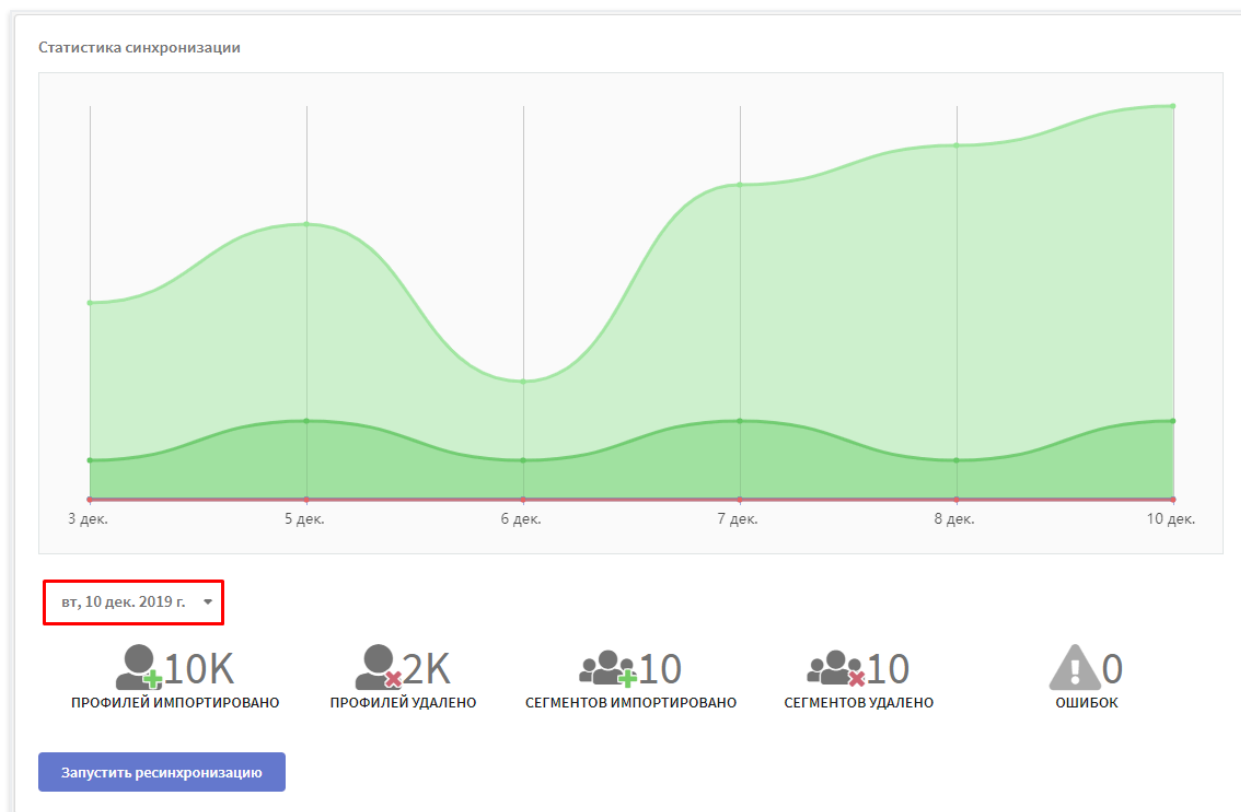 Статистика синхронизации
3 дек. 5 дек. 6 дек. 7 дек. 8 дек. 10 дек.
вт, 10 дек. 2019 г.
10K 2K 10 10 0
ПРОФИЛЕЙ ИМПОРТИРОВАНО ПРОФИЛЕЙ УДАЛЕНО СЕГМЕНТОВ ИМПОРТИРОВАНО СЕГМЕНТОВ УДАЛЕНО ОШИБОК
Запустить ресинхронизацию